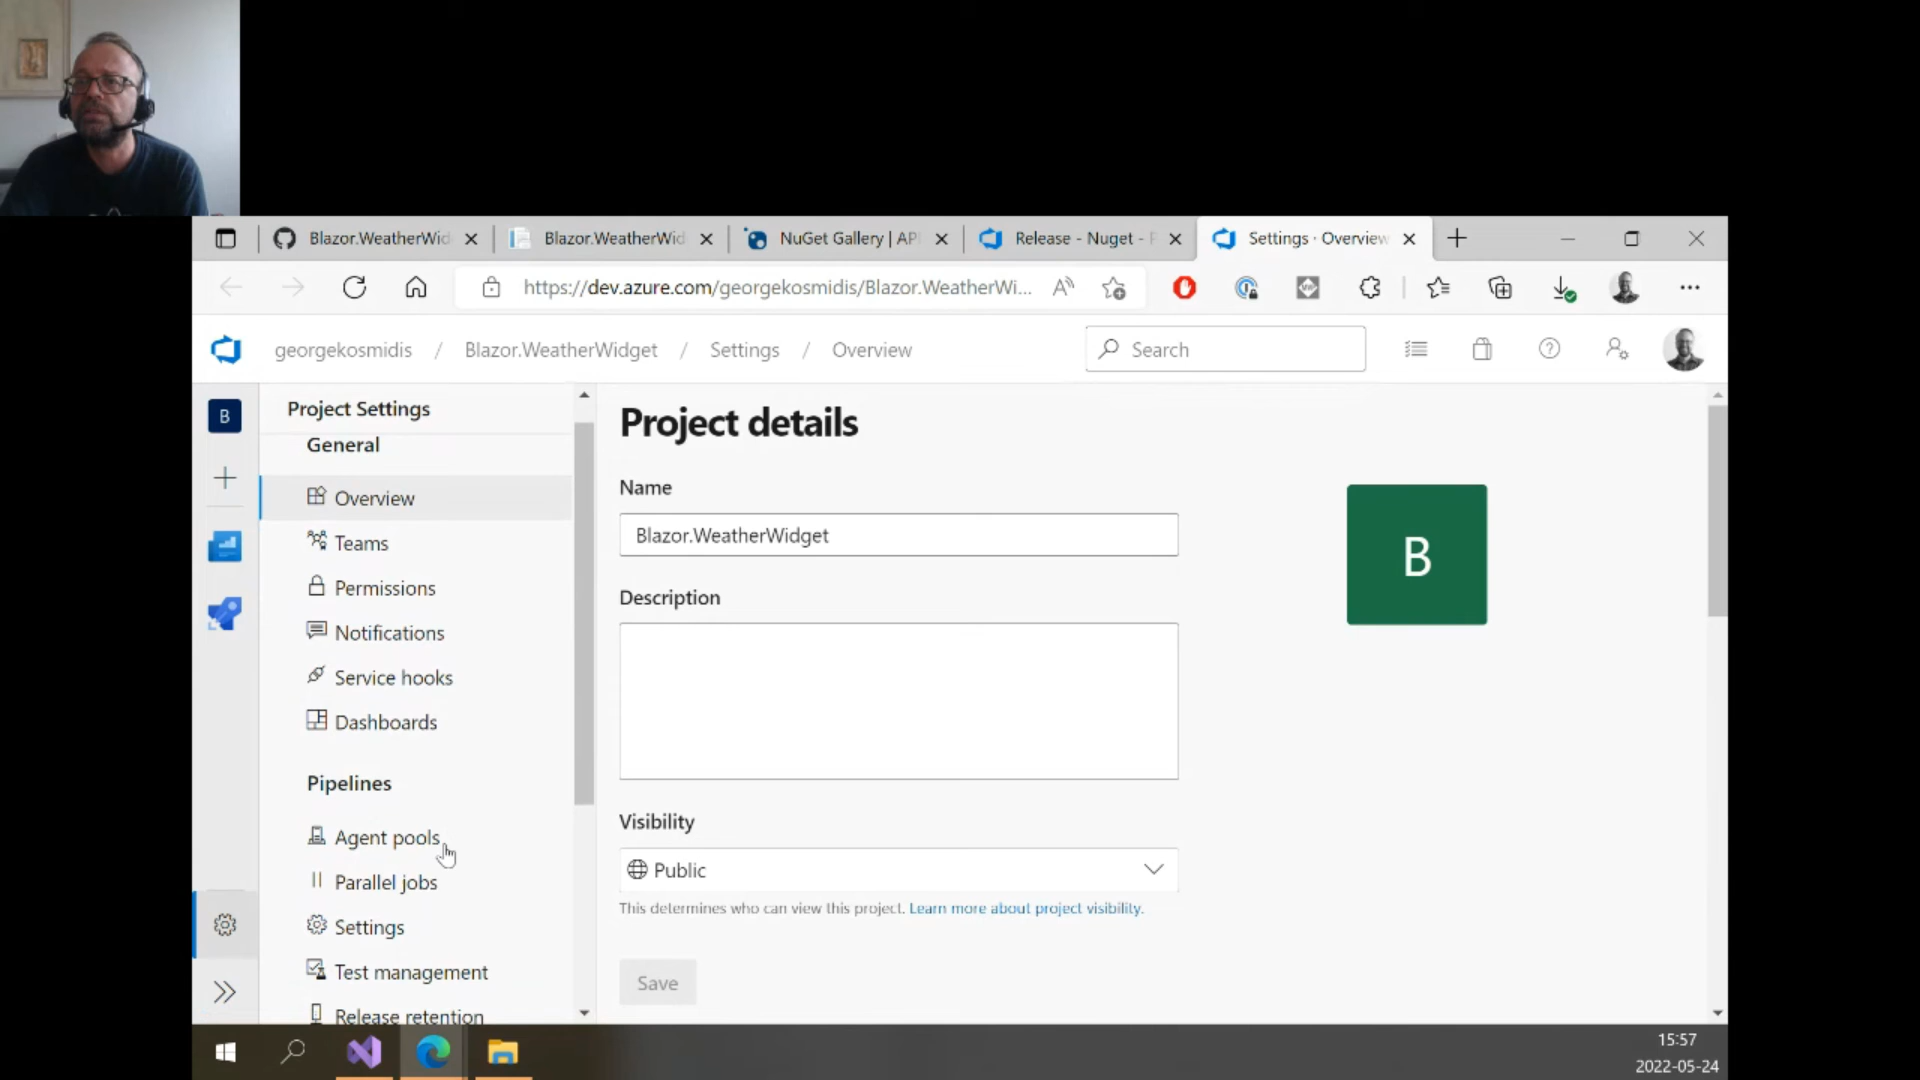 Blazor.WeatherWid
Blazor.WeatherWid
NuGet Gallery | AP
Release - Nuget - P
Settings · Overview
https://dev.azure.com/georgekosmidis/Blazor.WeatherWi...
georgekosmidis / Blazor.WeatherWidget / Settings / Overview
Search
B
Project Settings
General
Overview
Teams
Permissions
Notifications
Service hooks
Dashboards
Pipelines
Agent pools
Parallel jobs
Settings
Test management
Release retention
Project details
Name
Blazor.WeatherWidget
B
Description
Visibility
Public
This determines who can view this project. Learn more about project visibility.
Save
15:57
2022-05-24